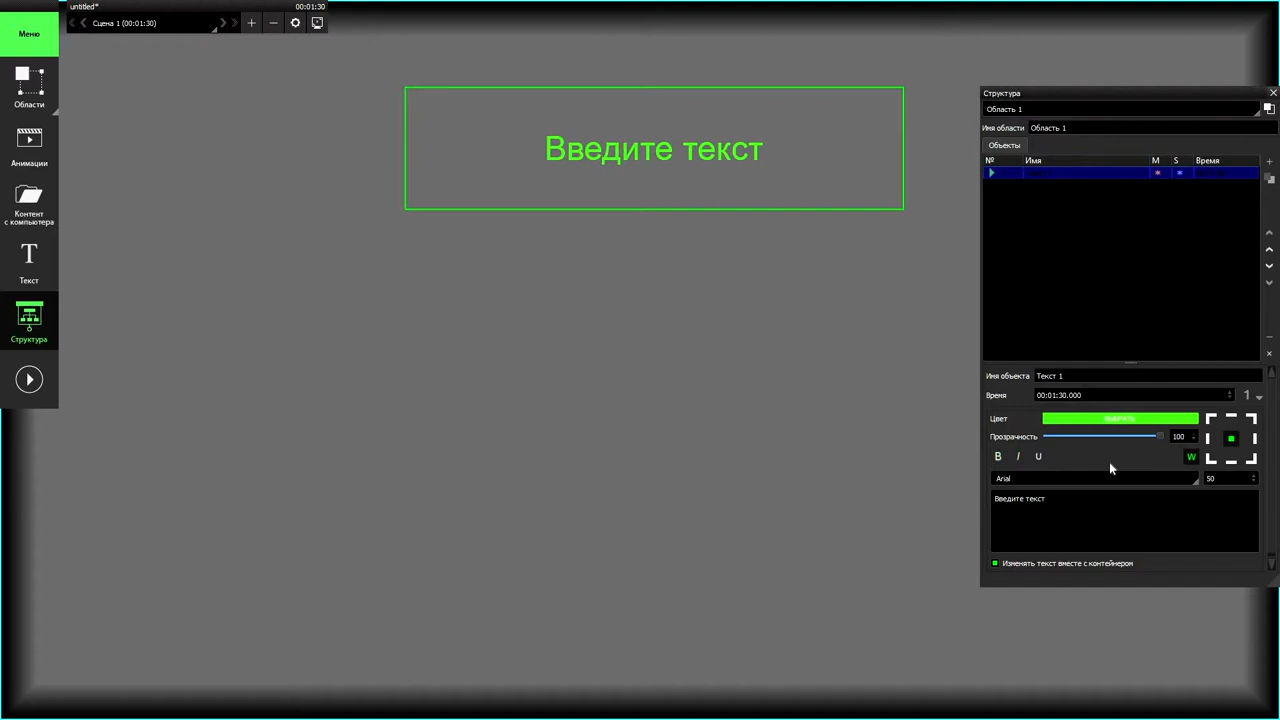 untitled*
00:01:30
Меню
Сцена 1 (00:01:30)
Области
Анимации
Контент
с компьютера
T
Текст
Структура
Введите текст
Структура
Область 1
Имя области Область 1
Объекты
№ Имя M S Время
Имя объекта Текст 1
Время 00:01:30.000 1
Цвет
Прозрачность 100
B I U W
Arial 50
Введите текст
Изменять текст вместе с контейнером